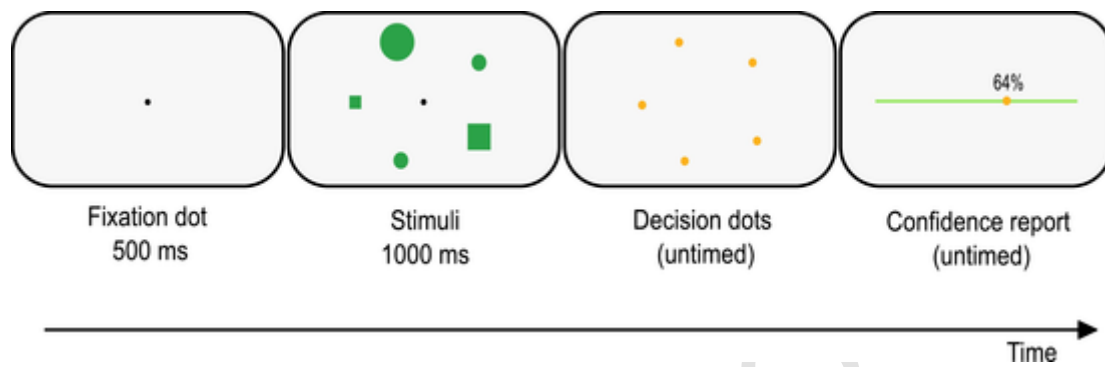 64%
Fixation dot
500 ms
Stimuli
1000 ms
Decision dots
(untimed)
Confidence report
(untimed)
Time